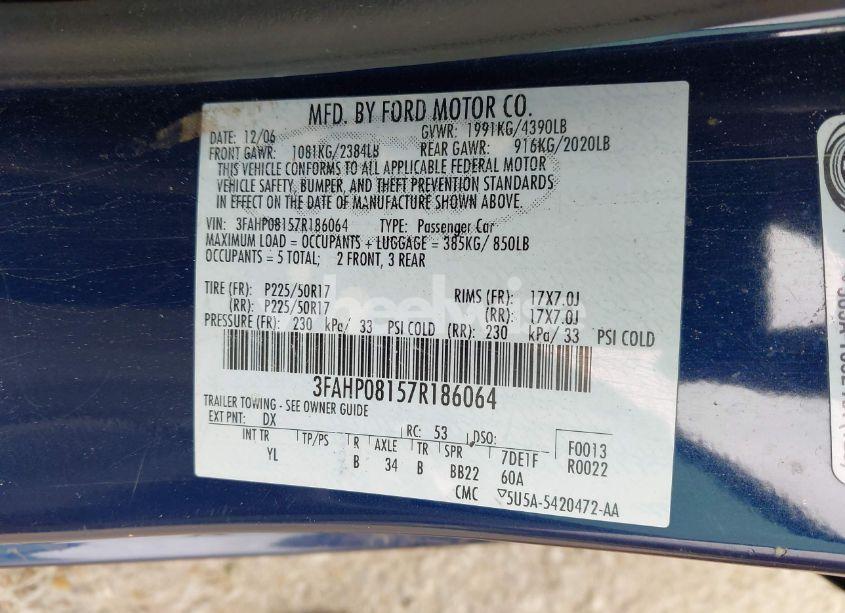 MFD. BY FORD MOTOR CO.
DATE: 12/06 GVWR: 1991KG/4390LB
FRONT GAWR: 1081KG/2384LB REAR GAWR: 916KG/2020LB
THIS VEHICLE CONFORMS TO ALL APPLICABLE FEDERAL MOTOR
VEHICLE SAFETY, BUMPER, AND THEFT PREVENTION STANDARDS
IN EFFECT ON THE DATE OF MANUFACTURE SHOWN ABOVE.
VIN: 3FAHP08157R186064 TYPE: Passenger Car
MAXIMUM LOAD = OCCUPANTS + LUGGAGE = 385KG/ 850LB
OCCUPANTS = 5 TOTAL; 2 FRONT, 3 REAR
TIRE (FR): P225/50R17 RIMS (FR): 17X7.0J
(RR): P225/50R17 (RR): 17X7.0J
PRESSURE (FR): 230 kPa/ 33 PSI COLD (RR): 230 kPa/ 33 PSI COLD
wheelwise
3FAHP08157R186064
TRAILER TOWING - SEE OWNER GUIDE
EXT PNT: DX RC: 53 DSO: F0013
INT TR TP/PS R AXLE TR SPR 7DE1F R0022
YL B 34 B BB22 60A
CMC 5U5A-5420472-AA